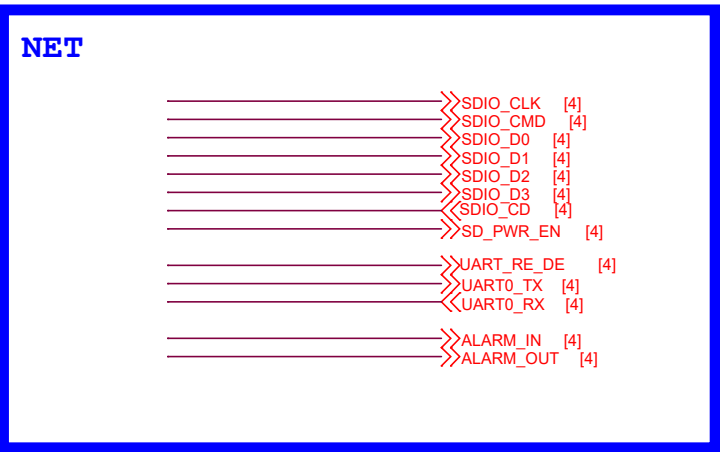 NET
SDIO_CLK [4]
SDIO_CMD [4]
SDIO_D0 [4]
SDIO_D1 [4]
SDIO_D2 [4]
SDIO_D3 [4]
SDIO_CD [4]
SD_PWR_EN [4]
UART_RE_DE [4]
UART0_TX [4]
UART0_RX [4]
ALARM_IN [4]
ALARM_OUT [4]